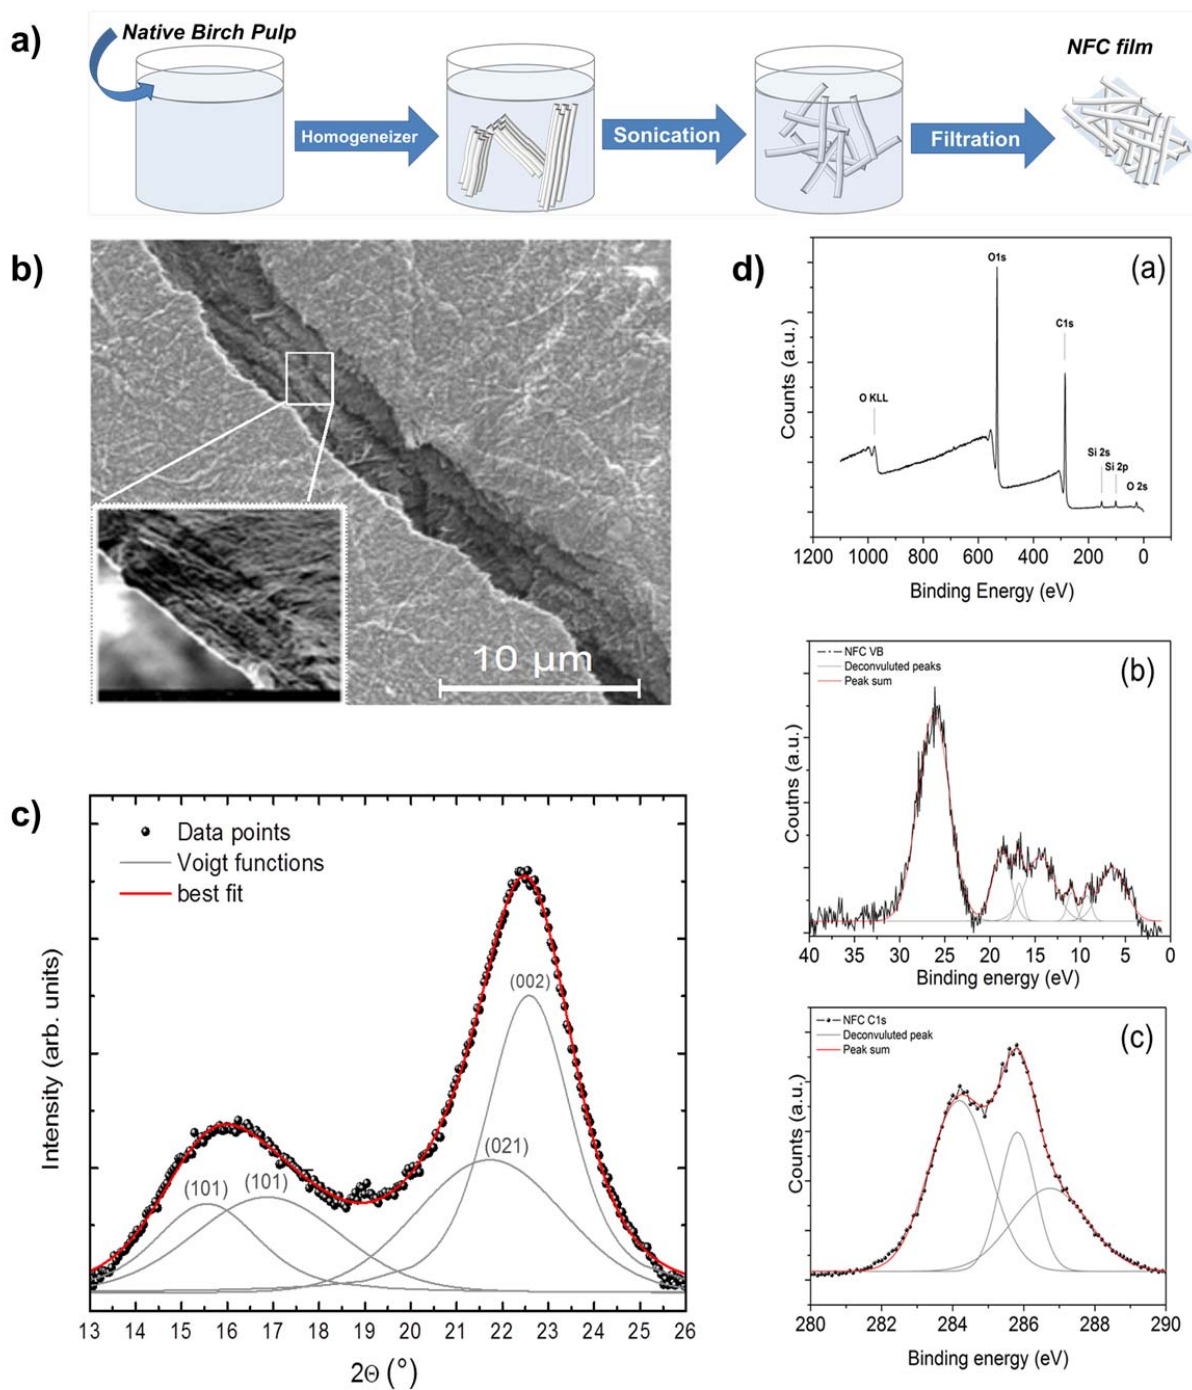 a)
Native Birch Pulp
Homogeneizer
Sonication
Filtration
NFC film
b)
10 µm
c)
Data points
Voigt functions
best fit
(101)
(101)
(021)
(002)
Intensity (arb. units)
13 14 15 16 17 18 19 20 21 22 23 24 25 26
2Θ (°)
d)
(a)
O1s
C1s
O KLL
Si 2s
Si 2p
O 2s
Counts (a.u.)
1200 1000 800 600 400 200 0
Binding Energy (eV)
(b)
NFC VB
Deconvuluted peaks
Peak sum
Coutns (a.u.)
40 35 30 25 20 15 10 5 0
Binding energy (eV)
(c)
NFC C1s
Deconvuluted peak
Peak sum
Counts (a.u.)
280 282 284 286 288 290
Binding energy (eV)